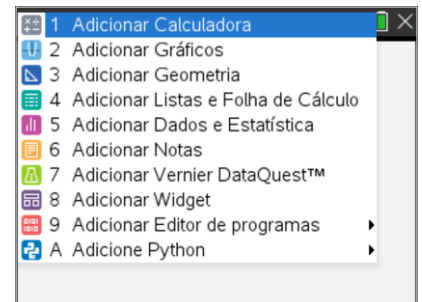 1 Adicionar Calculadora
2 Adicionar Gráficos
3 Adicionar Geometria
4 Adicionar Listas e Folha de Cálculo
5 Adicionar Dados e Estatística
6 Adicionar Notas
7 Adicionar Vernier DataQuest™
8 Adicionar Widget
9 Adicionar Editor de programas
A Adicione Python